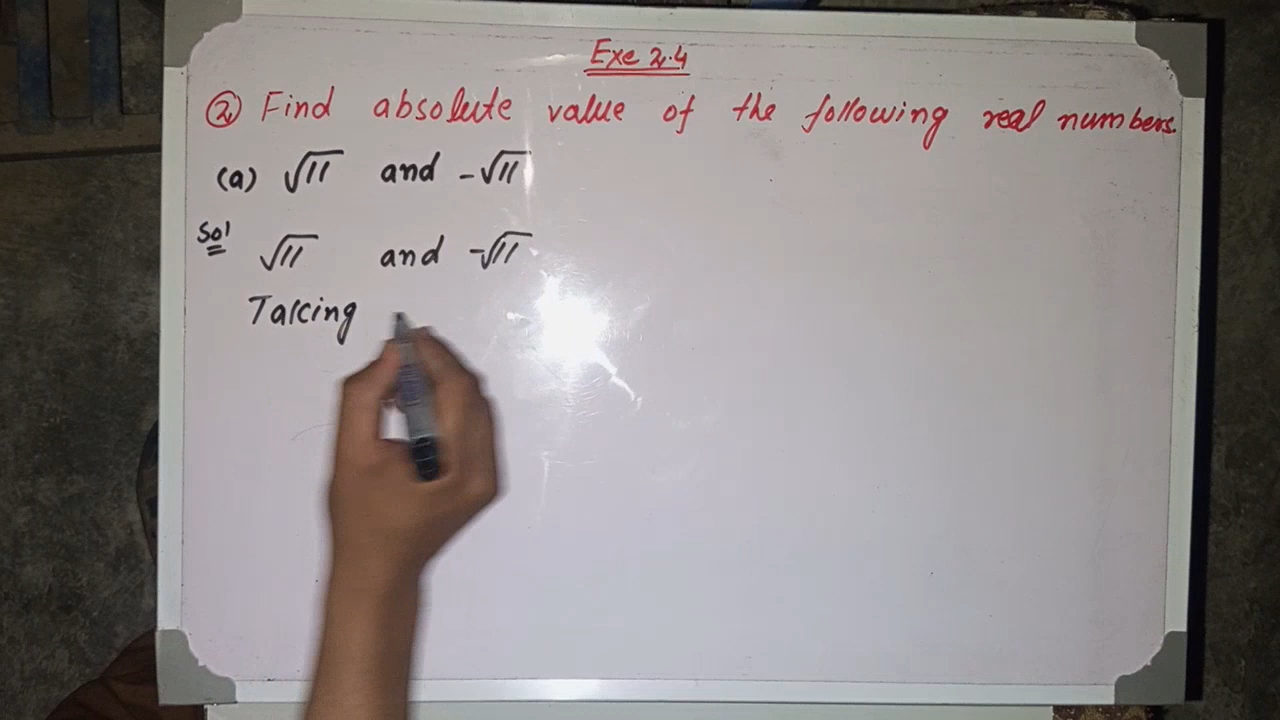 Exe 2.4
② Find absolute value of the following real numbers.
(a) √11 and -√11
Sol
√11 and -√11
Taking